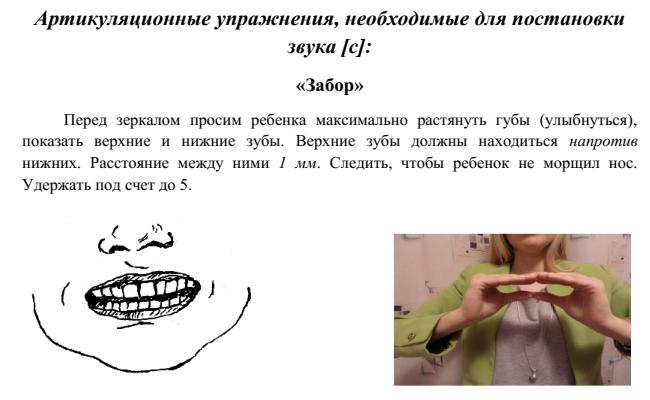 Артикуляционные упражнения, необходимые для постановки
звука [с]:
«Забор»
Перед зеркалом просим ребенка максимально растянуть губы (улыбнуться),
показать верхние и нижние зубы. Верхние зубы должны находиться напротив
нижних. Расстояние между ними 1 мм. Следить, чтобы ребенок не морщил нос.
Удержать под счет до 5.